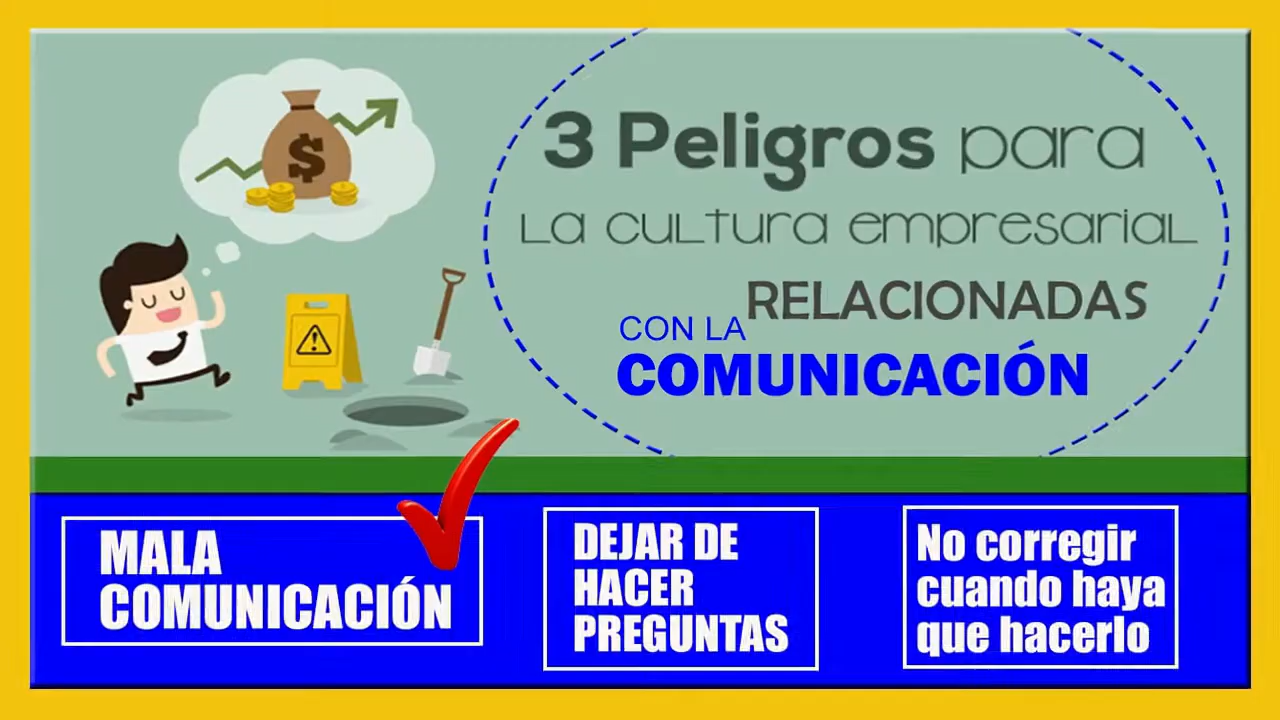 $
3 Peligros para
La cultura empresarial
RELACIONADAS
CON LA
COMUNICACIÓN
MALA
COMUNICACIÓN
DEJAR DE
HACER
PREGUNTAS
No corregir
cuando haya
que hacerlo